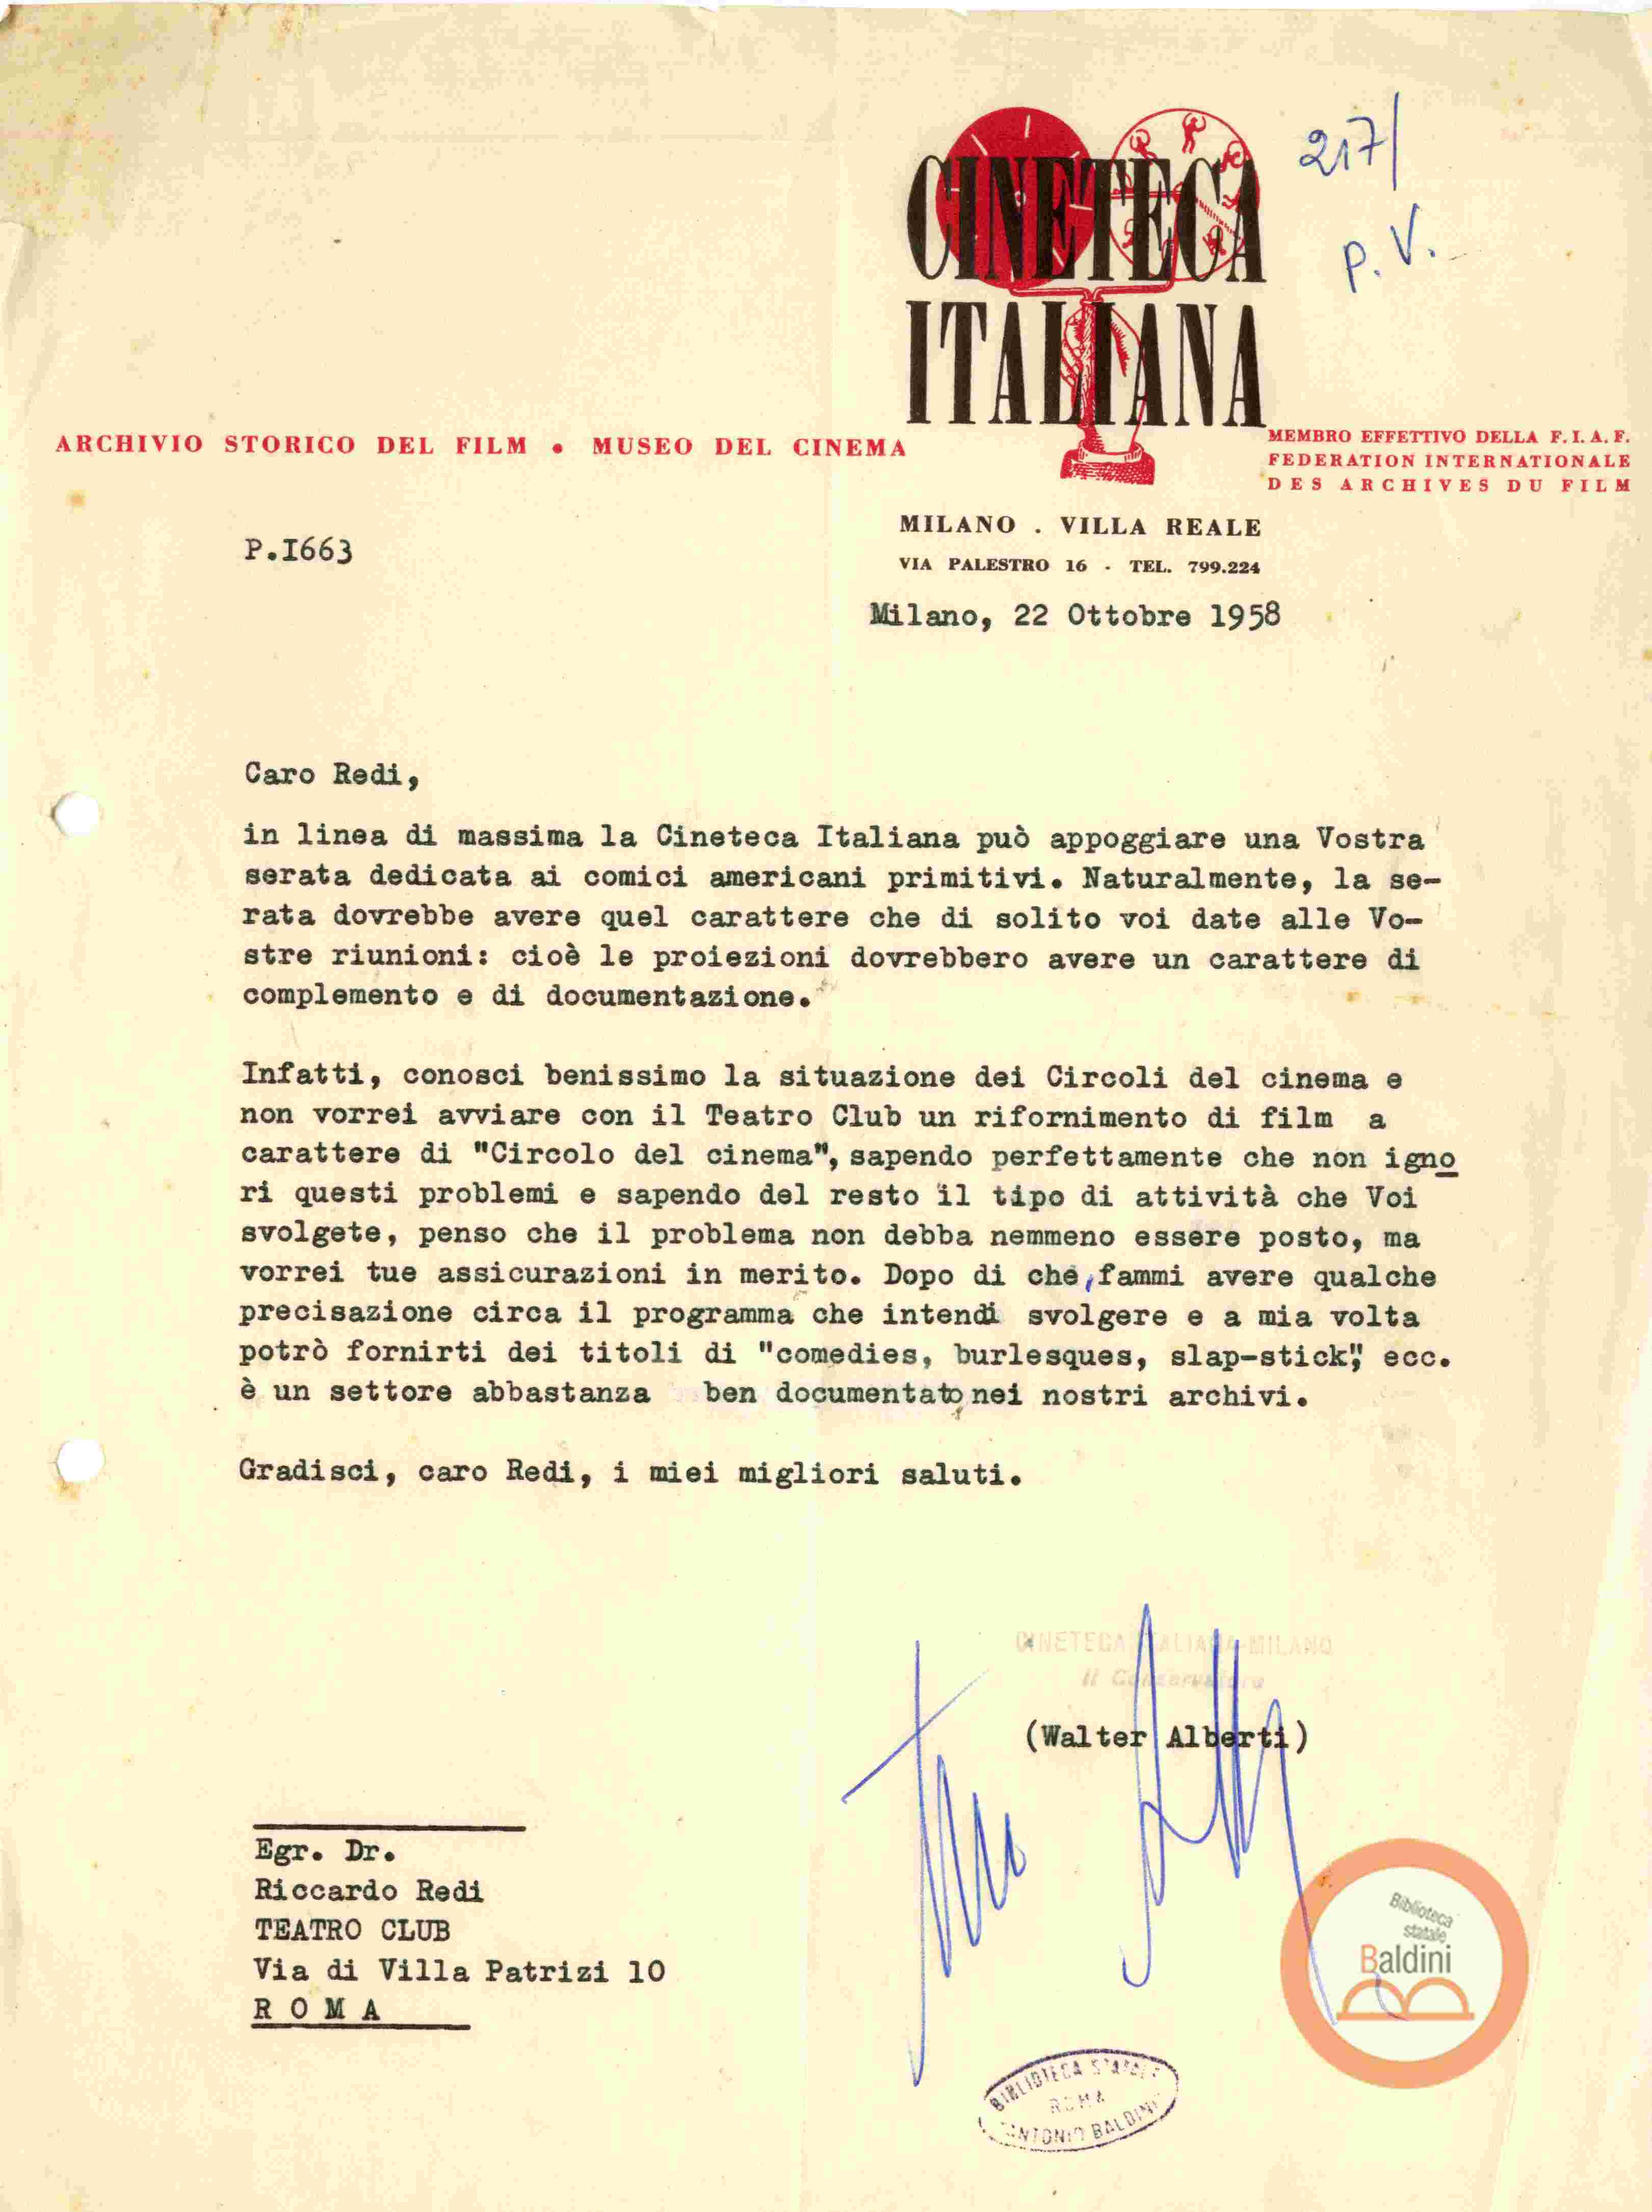 217/
P. V.
CINETECA
ITALIANA
ARCHIVIO STORICO DEL FILM • MUSEO DEL CINEMA
MEMBRO EFFETTIVO DELLA F.I.A.F.
FEDERATION INTERNATIONALE
DES ARCHIVES DU FILM
MILANO . VILLA REALE
VIA PALESTRO 16 - TEL. 799.224
P.I663
Milano, 22 Ottobre 1958
Caro Redi,
in linea di massima la Cineteca Italiana può appoggiare una Vostra
serata dedicata ai comici americani primitivi. Naturalmente, la se-
rata dovrebbe avere quel carattere che di solito voi date alle Vo-
stre riunioni: cioè le proiezioni dovrebbero avere un carattere di
complemento e di documentazione.
Infatti, conosci benissimo la situazione dei Circoli del cinema e
non vorrei avviare con il Teatro Club un rifornimento di film a
carattere di "Circolo del cinema", sapendo perfettamente che non igno
ri questi problemi e sapendo del resto il tipo di attività che Voi
svolgete, penso che il problema non debba nemmeno essere posto, ma
vorrei tue assicurazioni in merito. Dopo di che, fammi avere qualche
precisazione circa il programma che intendi svolgere e a mia volta
potrò fornirti dei titoli di "comedies, burlesques, slap-stick", ecc.
è un settore abbastanza ben documentato nei nostri archivi.
Gradisci, caro Redi, i miei migliori saluti.
CINETECA ITALIANA-MILANO
Il Conservatore
(Walter Alberti)
Egr. Dr.
Riccardo Redi
TEATRO CLUB
Via di Villa Patrizi 10
R O M A
Biblioteca
statale
Baldini
BIBLIOTECA STATALE
ROMA
ANTONIO BALDINI